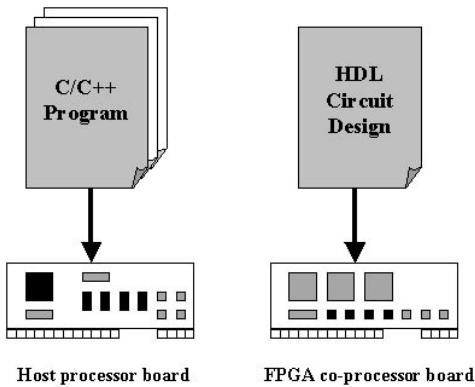 C/C++
Program
HDL
Circuit
Design
Host processor board
FPGA co-processor board